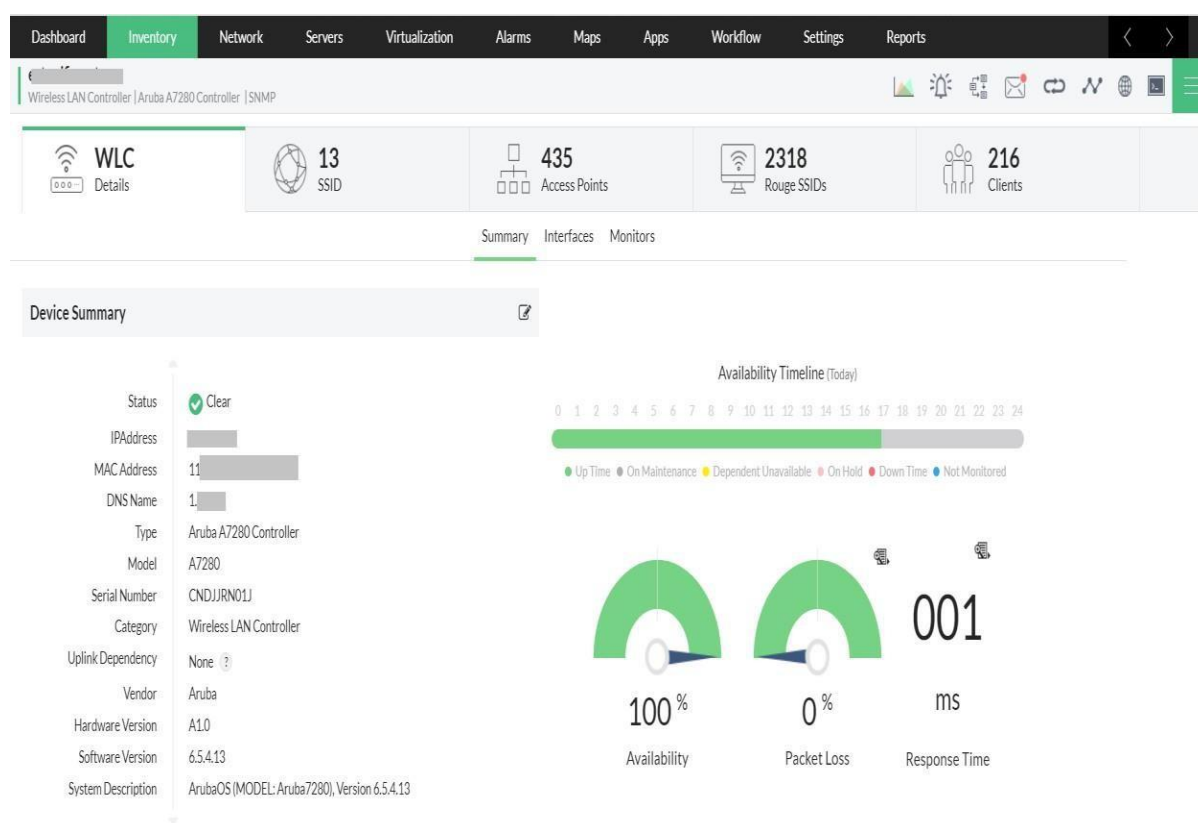 Dashboard Inventory Network Servers Virtualization Alarms Maps Apps Workflow Settings Reports
Wireless LAN Controller | Aruba A7280 Controller | SNMP
WLC
Details
13
SSID
435
Access Points
2318
Rouge SSIDs
216
Clients
Summary Interfaces Monitors
Device Summary
Status Clear
IPAddress
MAC Address 11
DNS Name 1.
Type Aruba A7280 Controller
Model A7280
Serial Number CNDJJRN01J
Category Wireless LAN Controller
Uplink Dependency None ?
Vendor Aruba
Hardware Version A1.0
Software Version 6.5.4.13
System Description ArubaOS (MODEL: Aruba7280), Version 6.5.4.13
Availability Timeline (Today)
0 1 2 3 4 5 6 7 8 9 10 11 12 13 14 15 16 17 18 19 20 21 22 23 24
Up Time On Maintenance Dependent Unavailable On Hold Down Time Not Monitored
100 %
Availability
0 %
Packet Loss
001
ms
Response Time